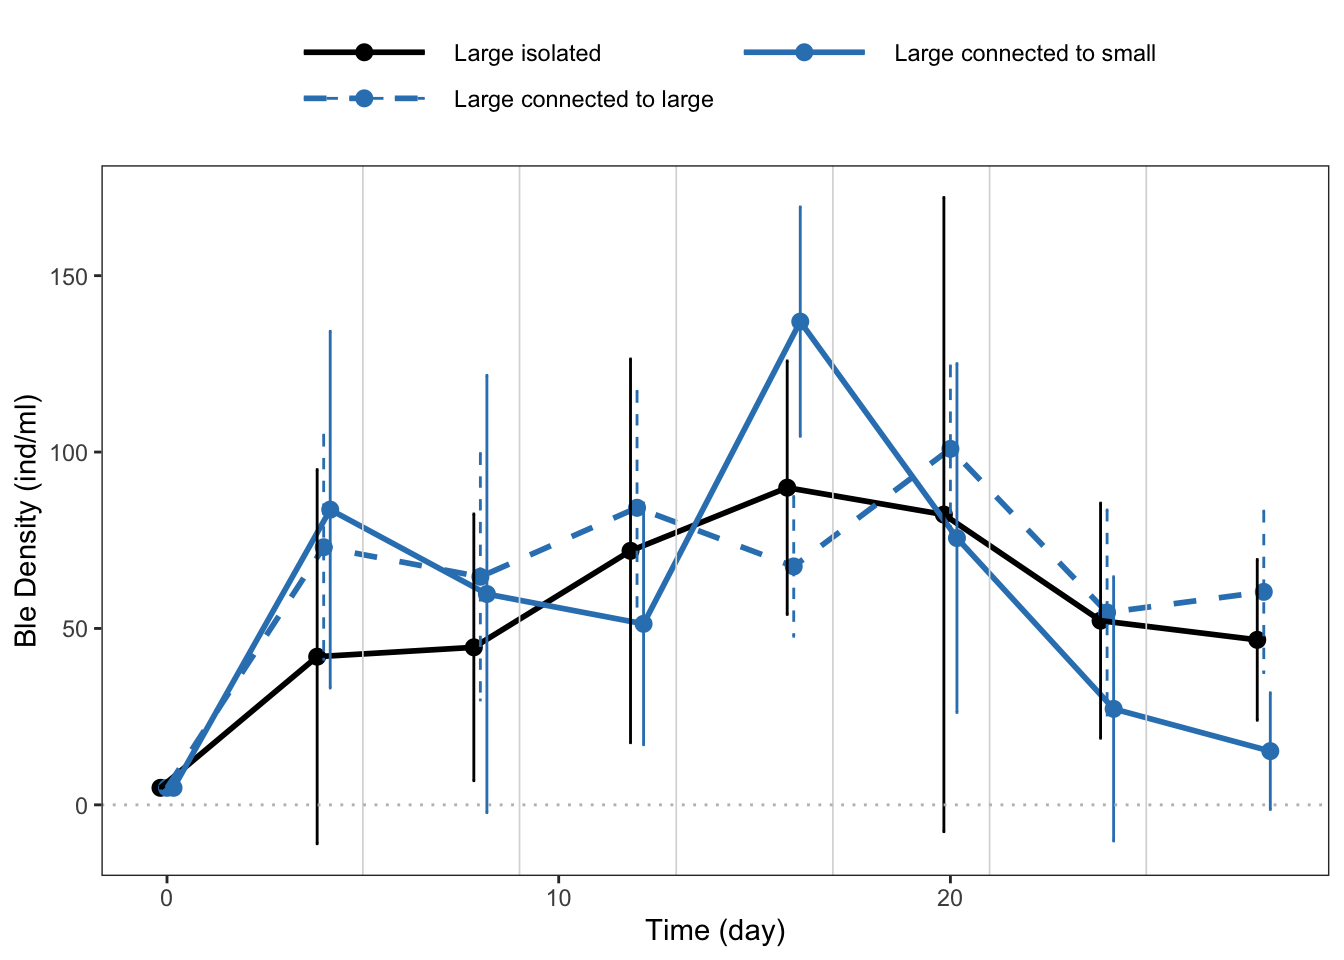 Large isolated
Large connected to small
Large connected to large
150
100
50
0
Ble Density (ind/ml)
0
10
20
Time (day)